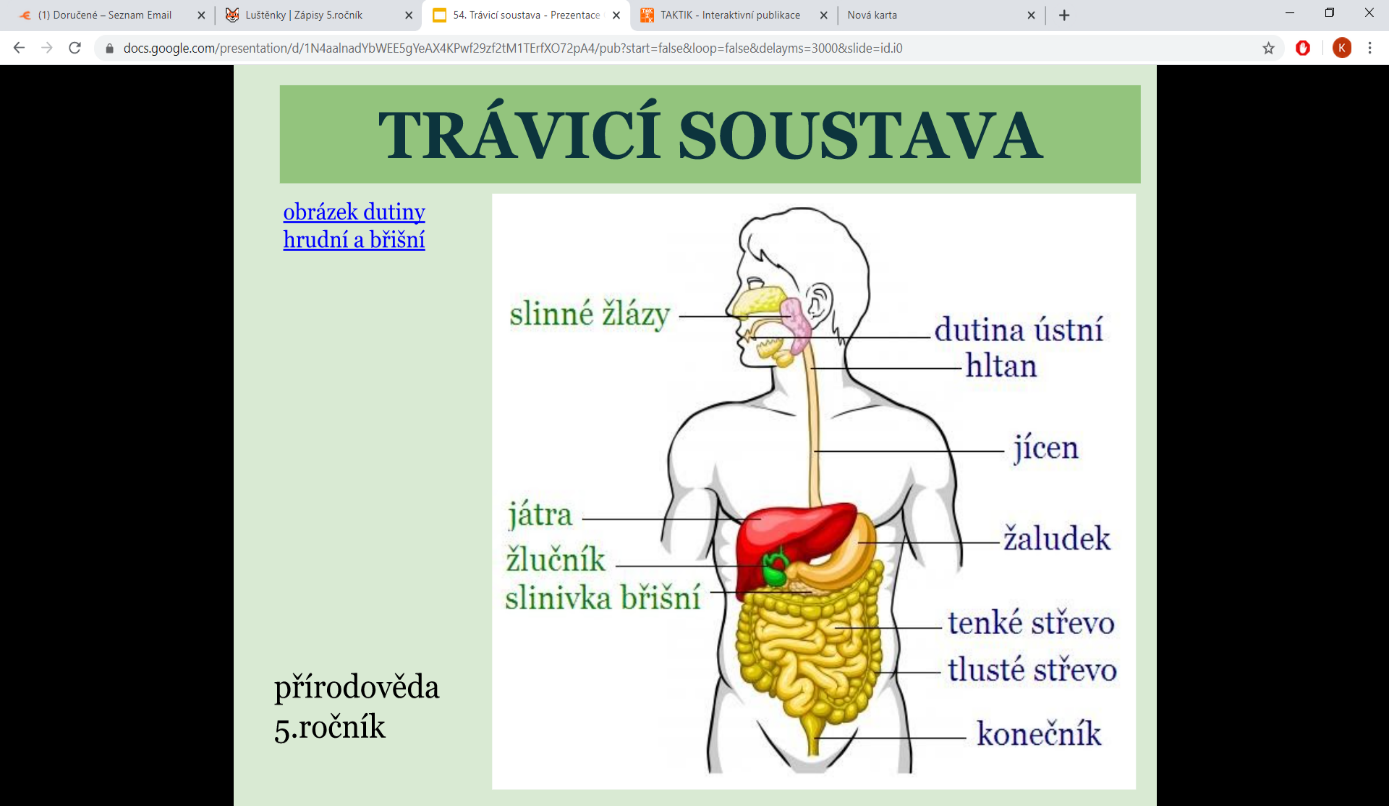 (1) Doručené – Seznam Email
Luštěnky | Zápisy 5.ročník
54. Trávicí soustava - Prezentace
TAKTIK - Interaktivní publikace
Nová karta
docs.google.com/presentation/d/1N4aalnadYbWEE5gYeAX4KPwf29zf2tM1TErfXO72pA4/pub?start=false&loop=false&delayms=3000&slide=id.i0
K
TRÁVICÍ SOUSTAVA
obrázek dutiny
hrudní a břišní
slinné žlázy
dutina ústní
hltan
jícen
játra
žaludek
žlučník
slinivka břišní
tenké střevo
tlusté střevo
konečník
přírodověda
5.ročník